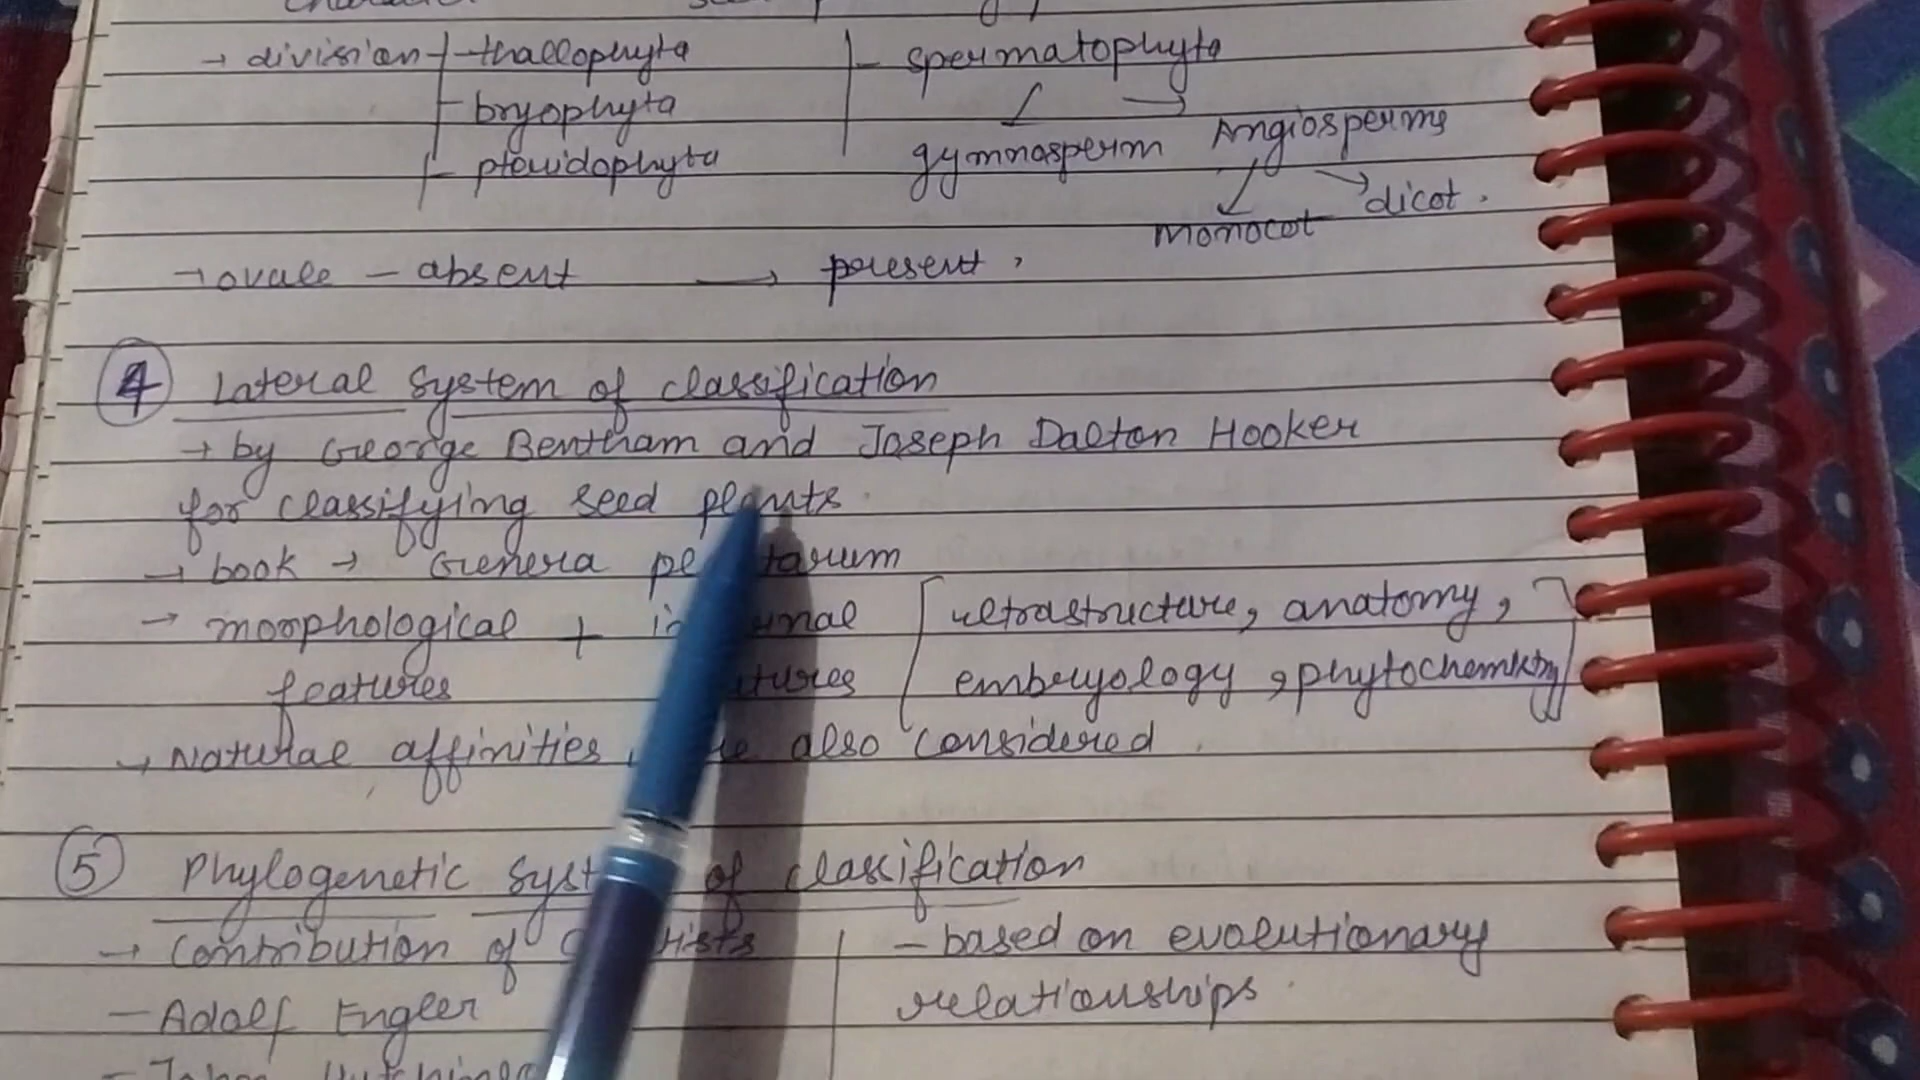 → division thallophyta - spermatophyta
bryophyta
gymnosperm Angiosperms
pteridophyta
Monocot dicot.
→ ovule - absent → present,
4 Lateral System of classification
→ by George Bentham and Joseph Dalton Hooker
for classifying seed plants.
→ book → Genera
→ morphological + [ultrastructure, anatomy,
features embryology, phytochemistry]
→ Natural affinities also considered
5 Phylogenetic of classification
→ Contribution of - based on evolutionary
- Adolf Engler relationships.